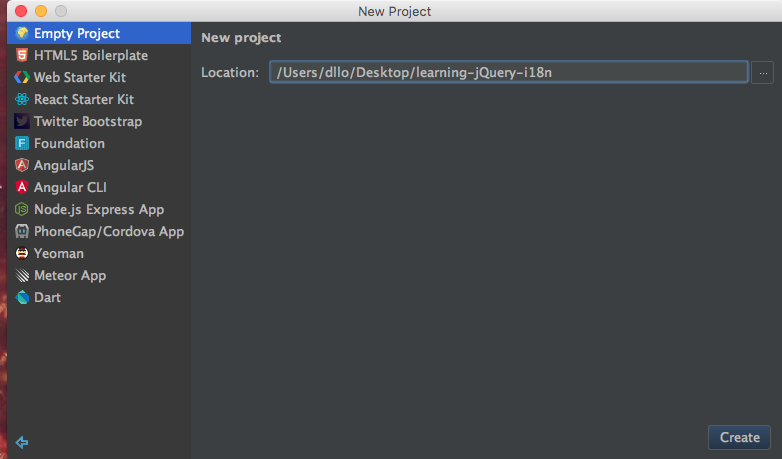 New Project
Empty Project
HTML5 Boilerplate
Web Starter Kit
React Starter Kit
Twitter Bootstrap
Foundation
AngularJS
Angular CLI
Node.js Express App
PhoneGap/Cordova App
Yeoman
Meteor App
Dart
New project
Location: /Users/dllo/Desktop/learning-jQuery-i18n ...
Create